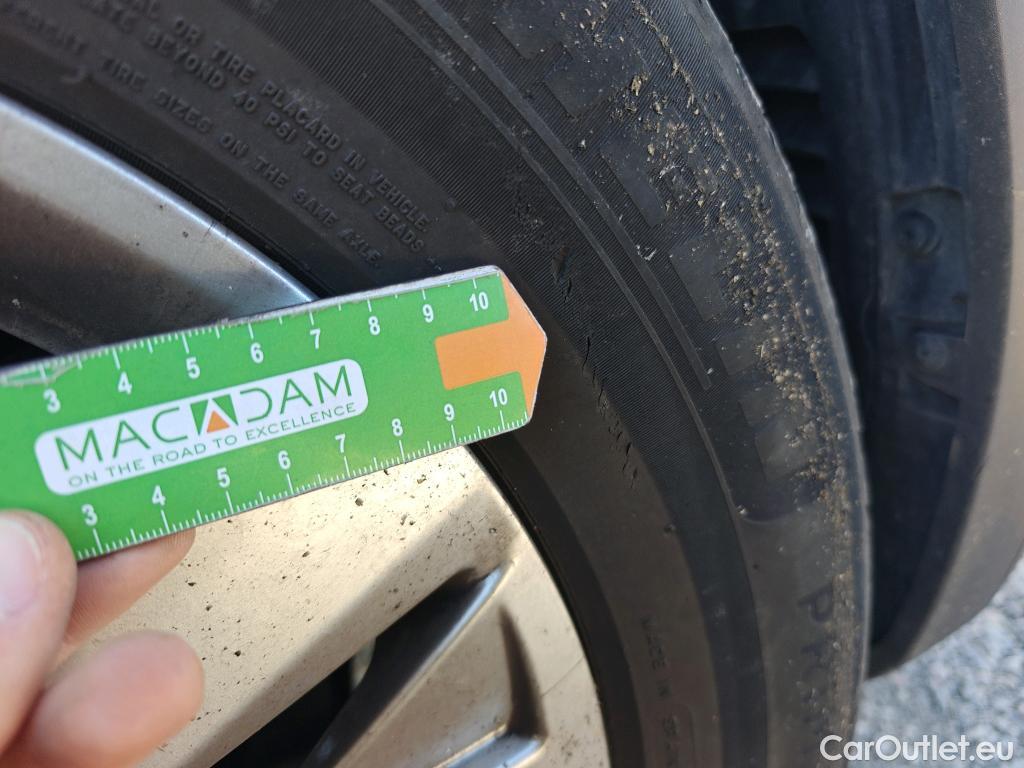 OR TIRE PLACARD IN VEHICLE
BEYOND 40 PSI TO SEAT BEADS
TIRE SIZES ON THE SAME AXLE.
3 4 5 6 7 8 9 10
MACADAM
ON THE ROAD TO EXCELLENCE
3 4 5 6 7 8 9 10
MADE IN
CarOutlet.eu